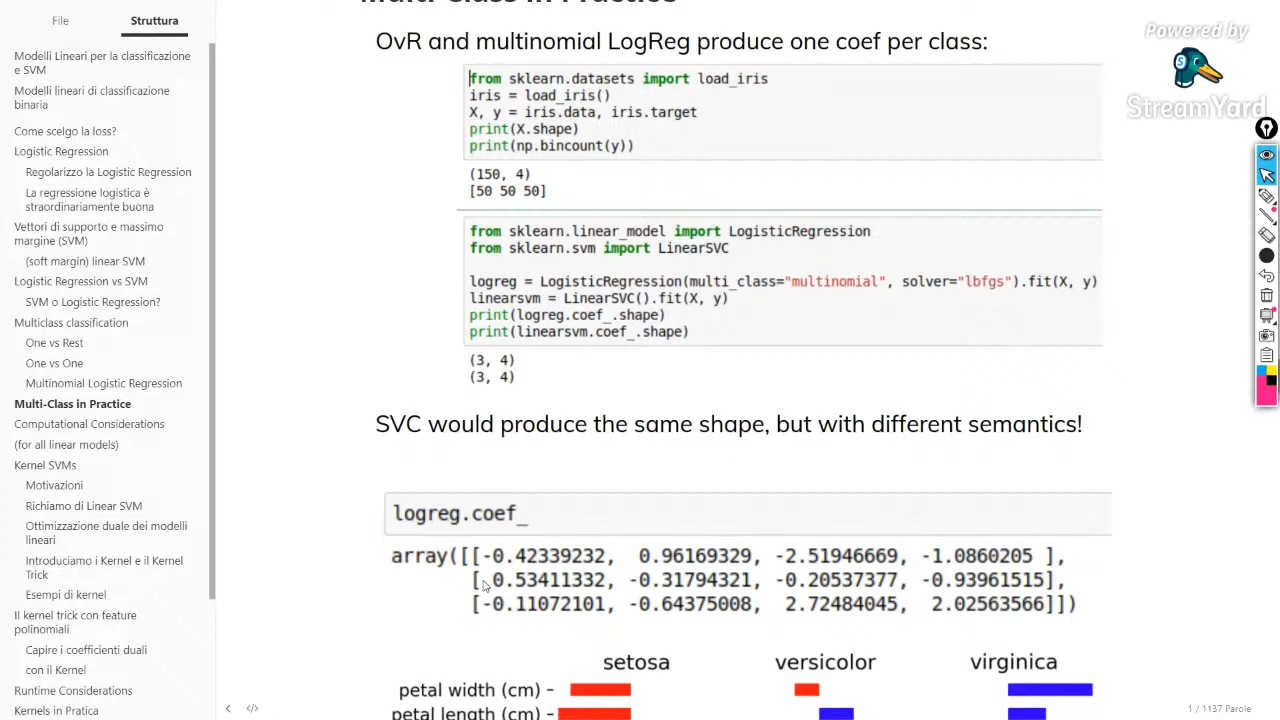 File
Struttura
Modelli Lineari per la classificazione
e SVM
Modelli lineari di classificazione
binaria
Come scelgo la loss?
Logistic Regression
Regolarizzo la Logistic Regression
La regressione logistica è
straordinariamente buona
Vettori di supporto e massimo
margine (SVM)
(soft margin) linear SVM
Logistic Regression vs SVM
SVM o Logistic Regression?
Multiclass classification
One vs Rest
One vs One
Multinomial Logistic Regression
Multi-Class in Practice
Computational Considerations
(for all linear models)
Kernel SVMs
Motivazioni
Richiamo di Linear SVM
Ottimizzazione duale dei modelli
lineari
Introduciamo i Kernel e il Kernel
Trick
Esempi di kernel
Il kernel trick con feature
polinomiali
Capire i coefficienti duali
con il Kernel
Runtime Considerations
Kernels in Pratica
Multi-Class in Practice
OvR and multinomial LogReg produce one coef per class:
from sklearn.datasets import load_iris
iris = load_iris()
X, y = iris.data, iris.target
print(X.shape)
print(np.bincount(y))
(150, 4)
[50 50 50]
from sklearn.linear_model import LogisticRegression
from sklearn.svm import LinearSVC
logreg = LogisticRegression(multi_class="multinomial", solver="lbfgs").fit(X, y)
linearsvm = LinearSVC().fit(X, y)
print(logreg.coef_.shape)
print(linearsvm.coef_.shape)
(3, 4)
(3, 4)
SVC would produce the same shape, but with different semantics!
logreg.coef_
array([[-0.42339232, 0.96169329, -2.51946669, -1.0860205 ],
[ 0.53411332, -0.31794321, -0.20537377, -0.93961515],
[-0.11072101, -0.64375008, 2.72484045, 2.02563566]])
setosa versicolor virginica
petal width (cm)
petal length (cm)
1 / 1137 Parole
Powered by
StreamYard